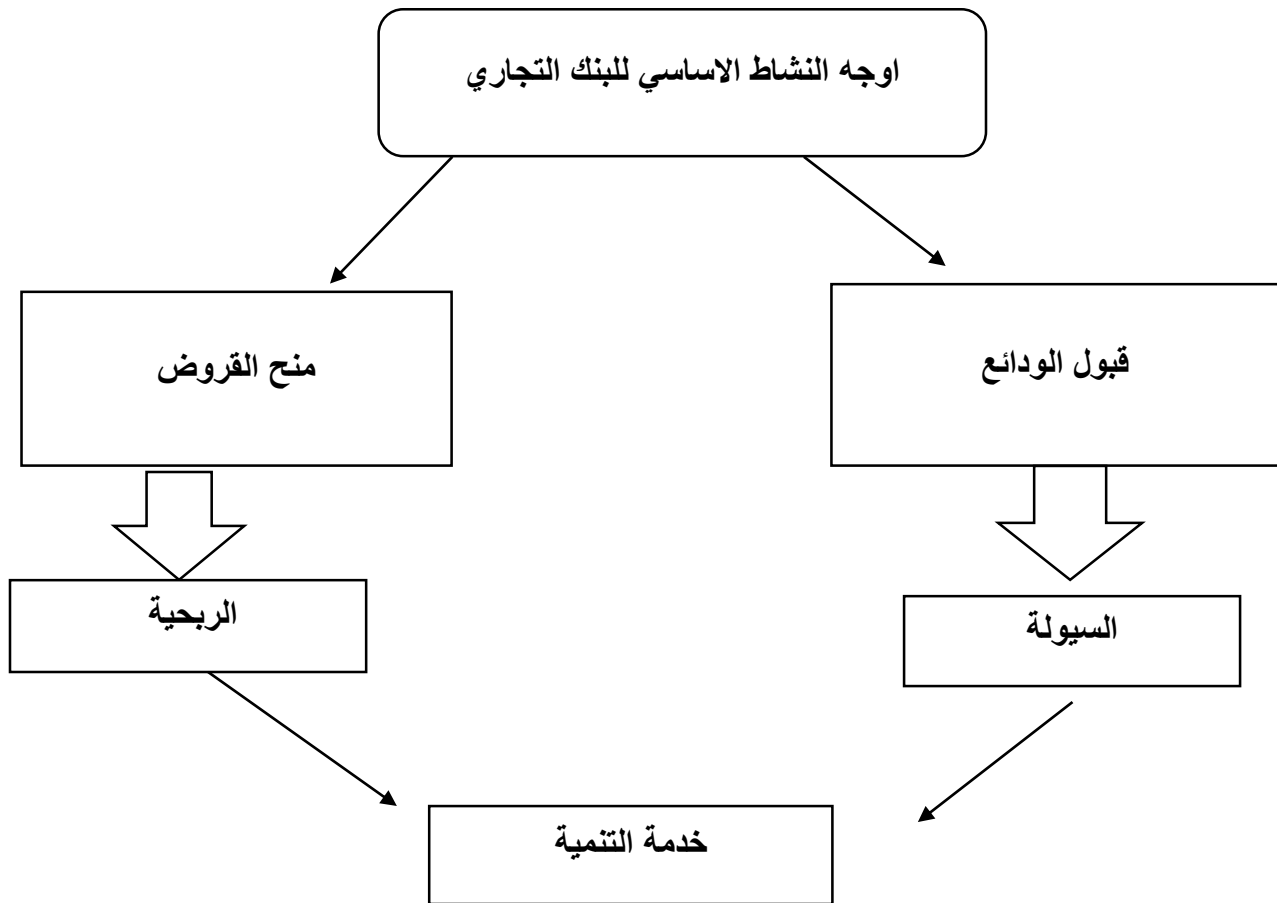 اوجه النشاط الاساسي للبنك التجاري
قبول الودائع
منح القروض
السيولة
الربحية
خدمة التنمية